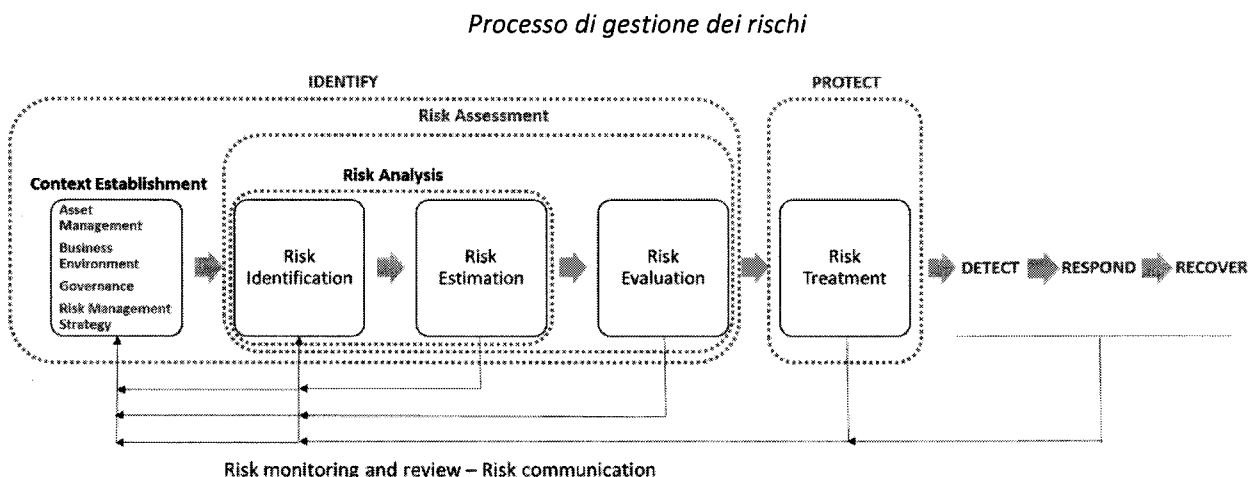 Processo di gestione dei rischi
IDENTIFY
PROTECT
Risk Assessment
Risk Analysis
Context Establishment
Asset
Management
Business
Environment
Governance
Risk Management
Strategy
Risk
Identification
Risk
Estimation
Risk
Evaluation
Risk
Treatment
DETECT
RESPOND
RECOVER
Risk monitoring and review – Risk communication